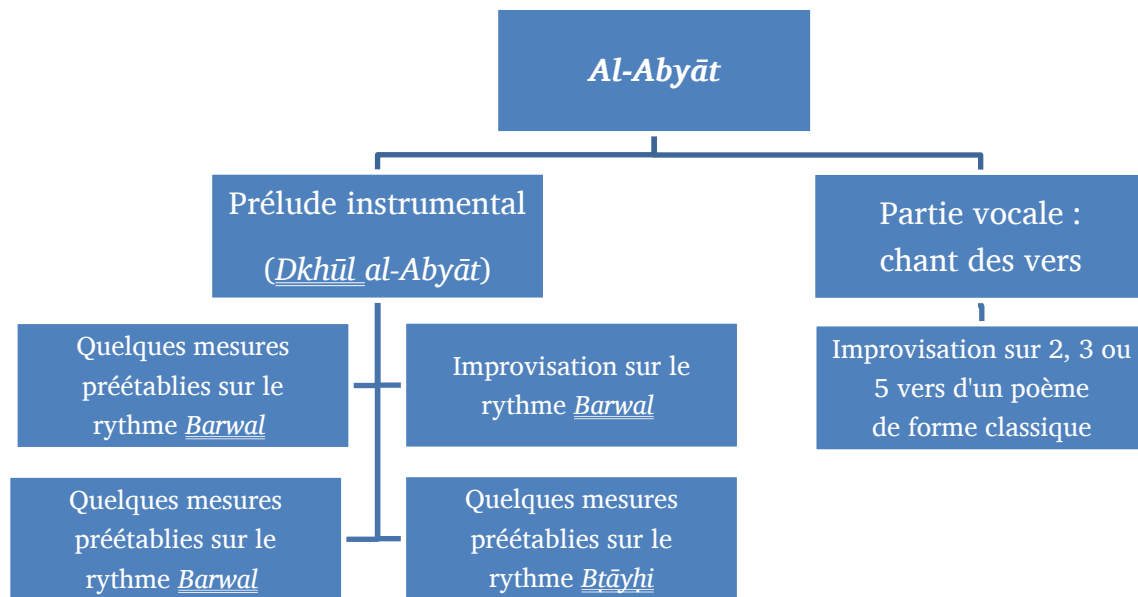 Al-Abyāt
Prélude instrumental
(Dkhūl al-Abyāt)
Partie vocale :
chant des vers
Quelques mesures
préétablies sur le
rythme Barwal
Improvisation sur le
rythme Barwal
Improvisation sur 2, 3 ou
5 vers d'un poème
de forme classique
Quelques mesures
préétablies sur le
rythme Barwal
Quelques mesures
préétablies sur le
rythme Bṭāyḥi